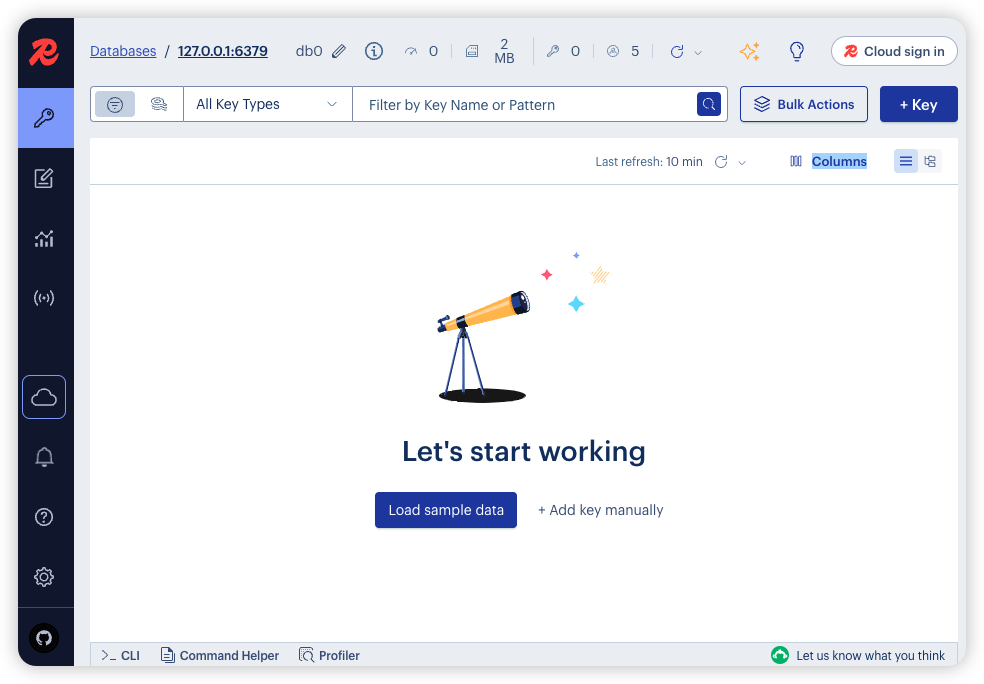 Databases / 127.0.0.1:6379 db0 0 2 MB 0 5 Cloud sign in
All Key Types Filter by Key Name or Pattern Bulk Actions + Key
Last refresh: 10 min Columns
Let's start working
Load sample data + Add key manually
>_ CLI Command Helper Profiler Let us know what you think